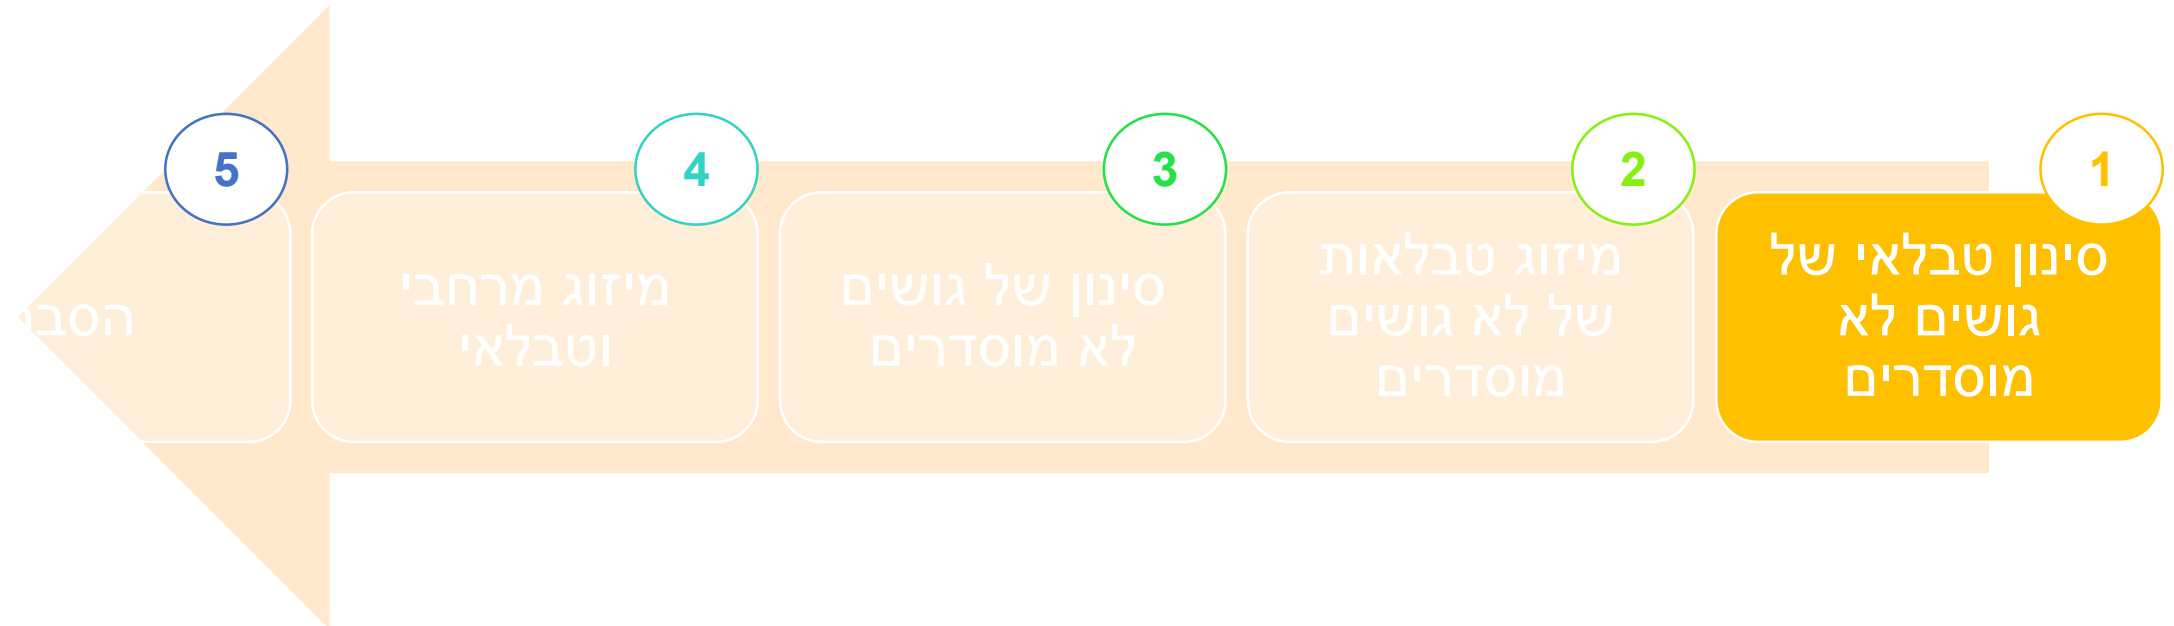 1
סינון טבלאי של
גושים לא
מוסדרים
2
מיזוג טבלאות
של לא גושים
מוסדרים
3
סינון של גושים
לא מוסדרים
4
מיזוג מרחבי
וטבלאי
5